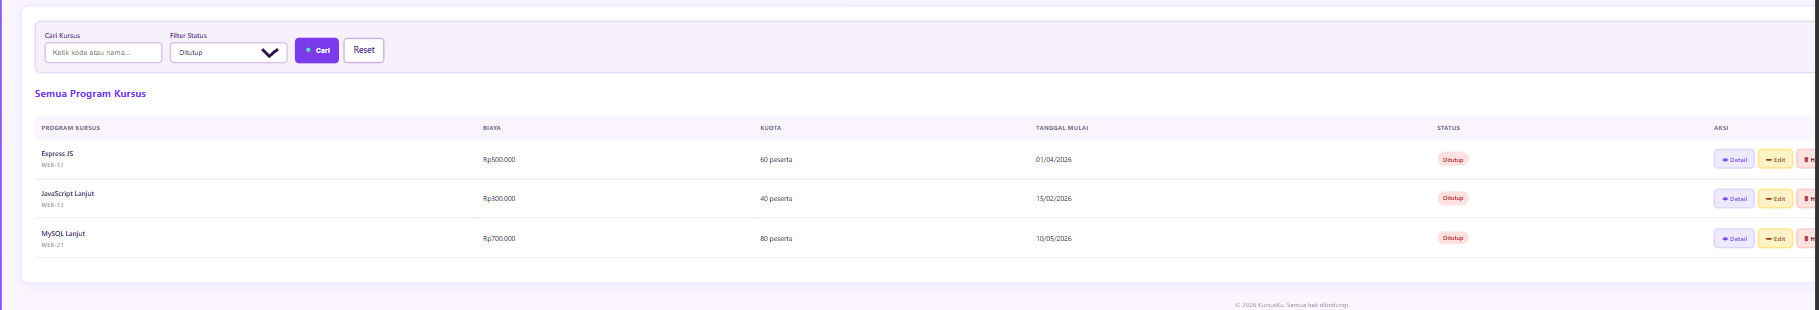 Cari Kursus Filter Status
Ketik kode atau nama... Ditutup Cari Reset
Semua Program Kursus
PROGRAM KURSUS BIAYA KUOTA TANGGAL MULAI STATUS AKSI
Express JS
WEB-17 Rp500.000 60 peserta 01/04/2026 Ditutup Detail Edit H
JavaScript Lanjut
WEB-13 Rp300.000 40 peserta 15/02/2026 Ditutup Detail Edit H
MySQL Lanjut
WEB-21 Rp700.000 80 peserta 10/05/2026 Ditutup Detail Edit H
© 2026 KursusKu. Semua hak dilindungi.